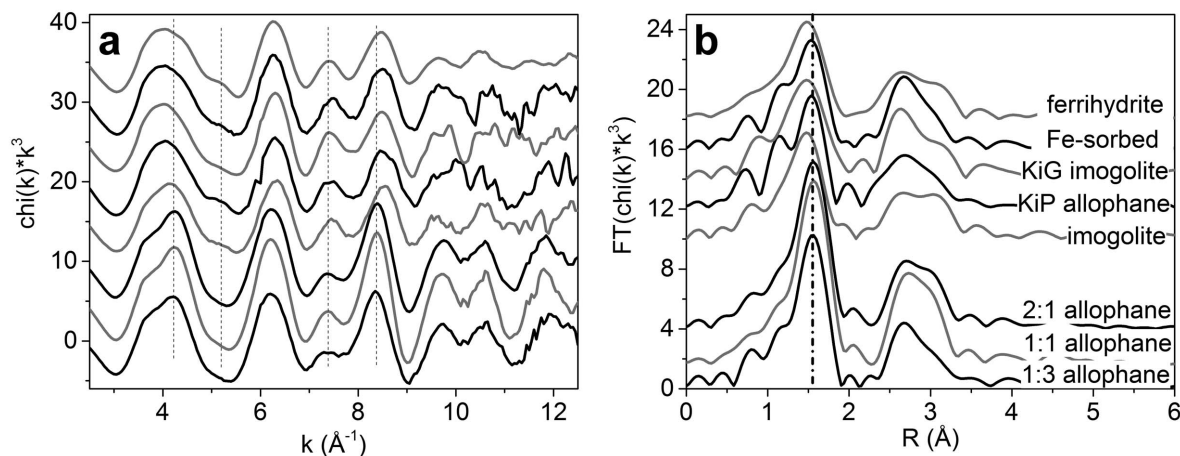 a
40
30
20
10
0
chi(k)*k³
4
6
8
10
12
k (Å⁻¹)
b
24
20
16
12
8
4
0
FT(chi(k)*k³)
ferrihydrite
Fe-sorbed
KiG imogolite
KiP allophane
imogolite
2:1 allophane
1:1 allophane
1:3 allophane
0
1
2
3
4
5
6
R (Å)